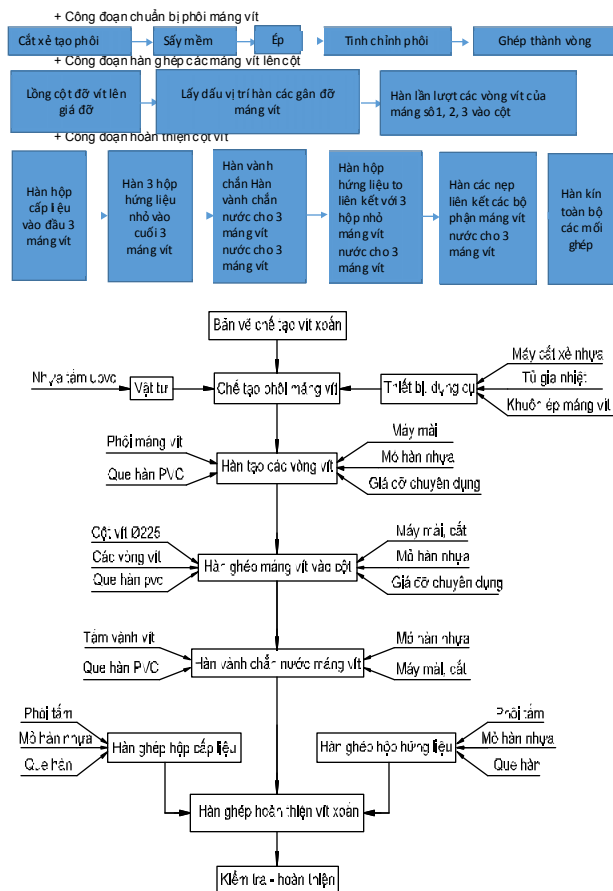 + Công đoạn chuẩn bị phôi máng vít
Cắt xẻ tạo phôi
Sấy mềm
Ép
Tinh chỉnh phôi
Ghép thành vòng
+ Công đoạn hàn ghép các máng vít lên cột
Lồng cột đỡ vít lên
giá đỡ
Lấy dấu vị trí hàn các gân đỡ
máng vít
Hàn lần lượt các vòng vít của
máng số1, 2, 3 vào cột
+ Công đoạn hoàn thiện cột vít
Hàn hộp
cấp liệu
vào đầu 3
máng vít
Hàn 3 hộp
hứng liệu
nhỏ vào
cuối 3
máng vít
Hàn vành
chắn Hàn
vành chắn
nước cho 3
máng vít
nước cho 3
máng vít
Hàn hộp
hứng liệu to
liên kết với 3
hộp nhỏ
máng vít
nước cho 3
máng vít
Hàn các nẹp
liên kết các bộ
phận máng vít
nước cho 3
máng vít
Hàn kín
toàn bộ
các mối
ghép
Bản vẽ chế tạo vít xoắn
Nhựa tấm upvc
Vật tư
Chế tạo phôi máng vít
Thiết bị, dụng cụ
Máy cắt xẻ nhựa
Tủ gia nhiệt
Khuôn ép máng vít
Phôi máng vít
Que hàn PVC
Hàn tạo các vòng vít
Máy mài
Mỏ hàn nhựa
Giá đỡ chuyên dụng
Cột vít Ø225
Các vòng vít
Que hàn pvc
Hàn ghép máng vít vào cột
Máy mài, cắt
Mỏ hàn nhựa
Giá đỡ chuyên dụng
Tấm vành vít
Que hàn PVC
Hàn vành chắn nước máng vít
Mỏ hàn nhựa
Máy mài, cắt
Phôi tấm
Mỏ hàn nhựa
Que hàn
Hàn ghép hộp cấp liệu
Hàn ghép hộp hứng liệu
Phôi tấm
Mỏ hàn nhựa
Que hàn
Hàn ghép hoàn thiện vít xoắn
Kiểm tra - hoàn thiện